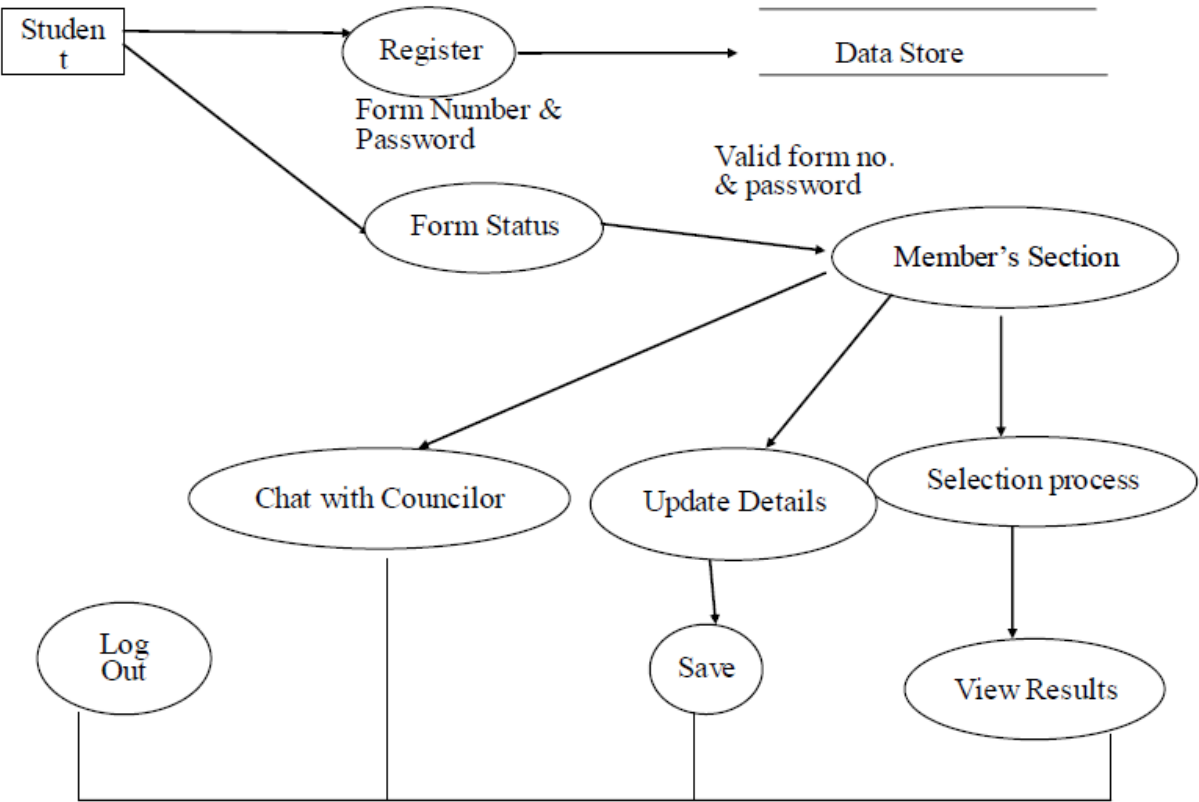 Studen
t
Register
Data Store
Form Number &
Password
Valid form no.
& password
Form Status
Member’s Section
Chat with Councilor
Update Details
Selection process
Log
Out
Save
View Results